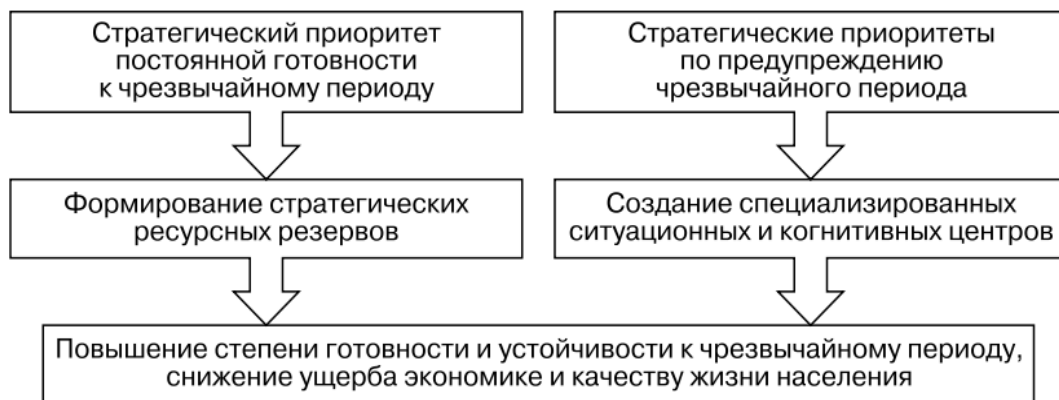 Стратегический приоритет
постоянной готовности
к чрезвычайному периоду
Стратегические приоритеты
по предупреждению
чрезвычайного периода
Формирование стратегических
ресурсных резервов
Создание специализированных
ситуационных и когнитивных центров
Повышение степени готовности и устойчивости к чрезвычайному периоду,
снижение ущерба экономике и качеству жизни населения